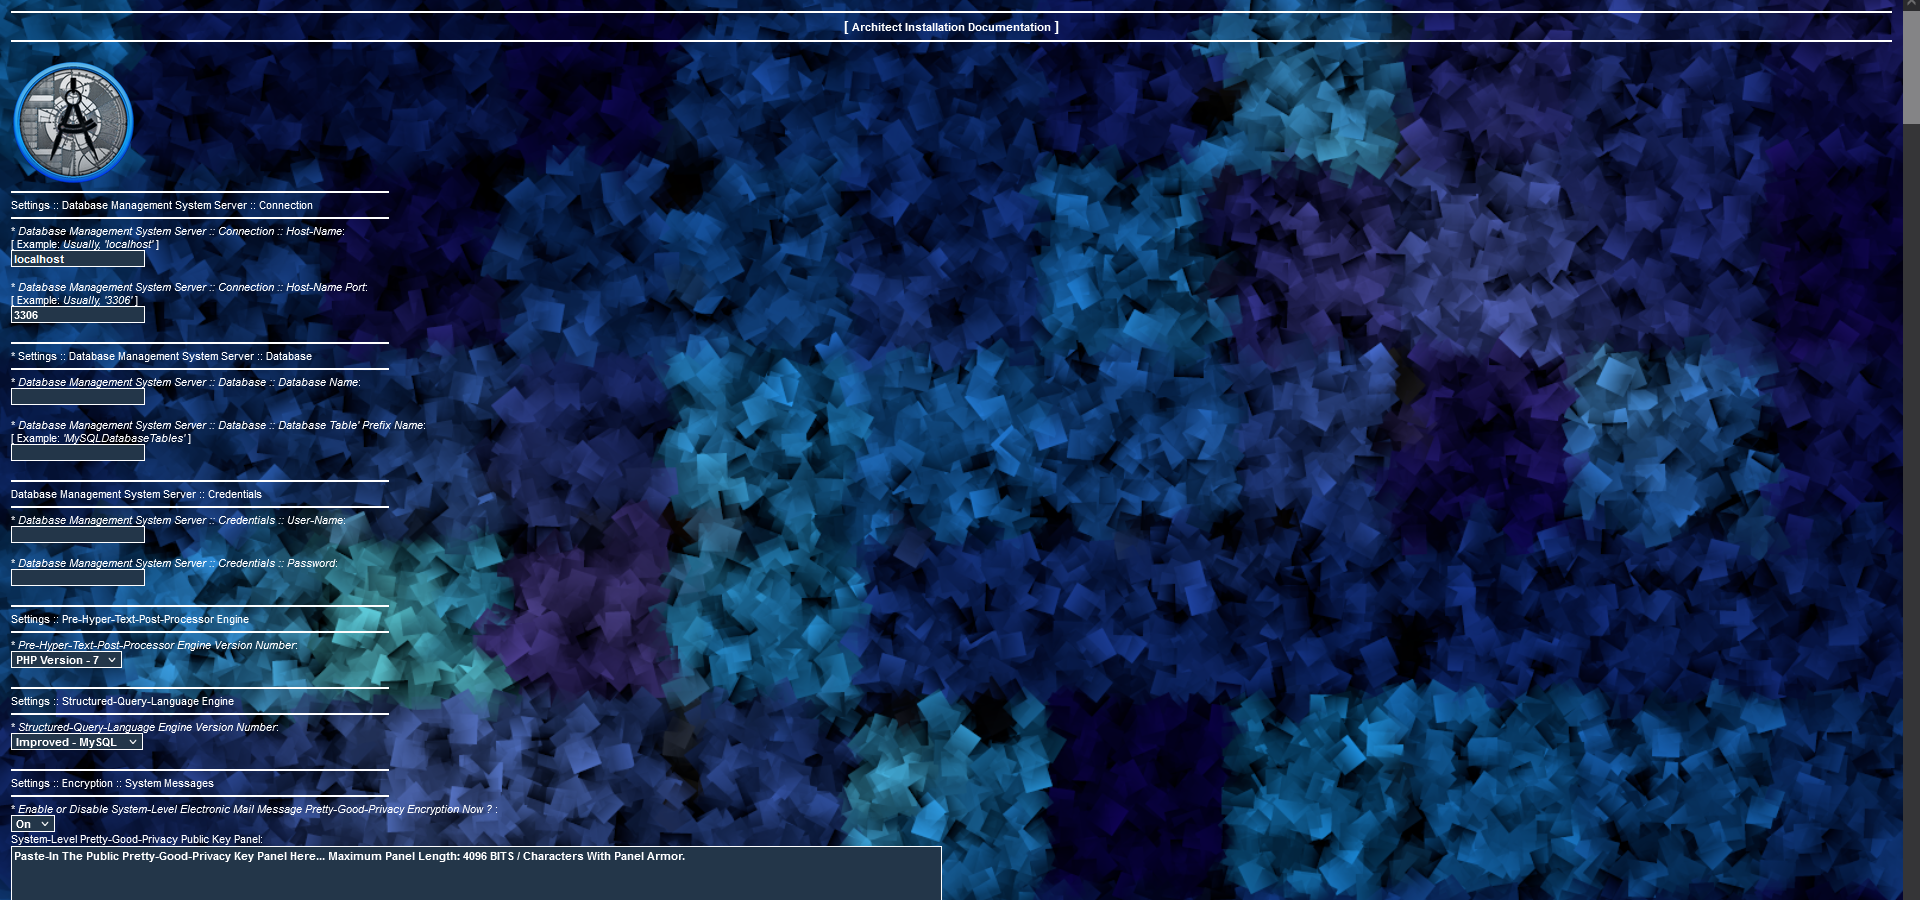 [ Architect Installation Documentation ]
Settings :: Database Management System Server :: Connection
* Database Management System Server :: Connection :: Host-Name:
[ Example: Usually, 'localhost' ]
localhost
* Database Management System Server :: Connection :: Host-Name Port:
[ Example: Usually, '3306' ]
3306
* Settings :: Database Management System Server :: Database
* Database Management System Server :: Database :: Database Name:
* Database Management System Server :: Database :: Database Table' Prefix Name:
[ Example: 'MySQLDatabaseTables' ]
Database Management System Server :: Credentials
* Database Management System Server :: Credentials :: User-Name:
* Database Management System Server :: Credentials :: Password:
Settings :: Pre-Hyper-Text-Post-Processor Engine
* Pre-Hyper-Text-Post-Processor Engine Version Number:
PHP Version - 7
Settings :: Structured-Query-Language Engine
* Structured-Query-Language Engine Version Number:
Improved - MySQL
Settings :: Encryption :: System Messages
* Enable or Disable System-Level Electronic Mail Message Pretty-Good-Privacy Encryption Now ? :
On
System-Level Pretty-Good-Privacy Public Key Panel:
Paste-In The Public Pretty-Good-Privacy Key Panel Here... Maximum Panel Length: 4096 BITS / Characters With Panel Armor.